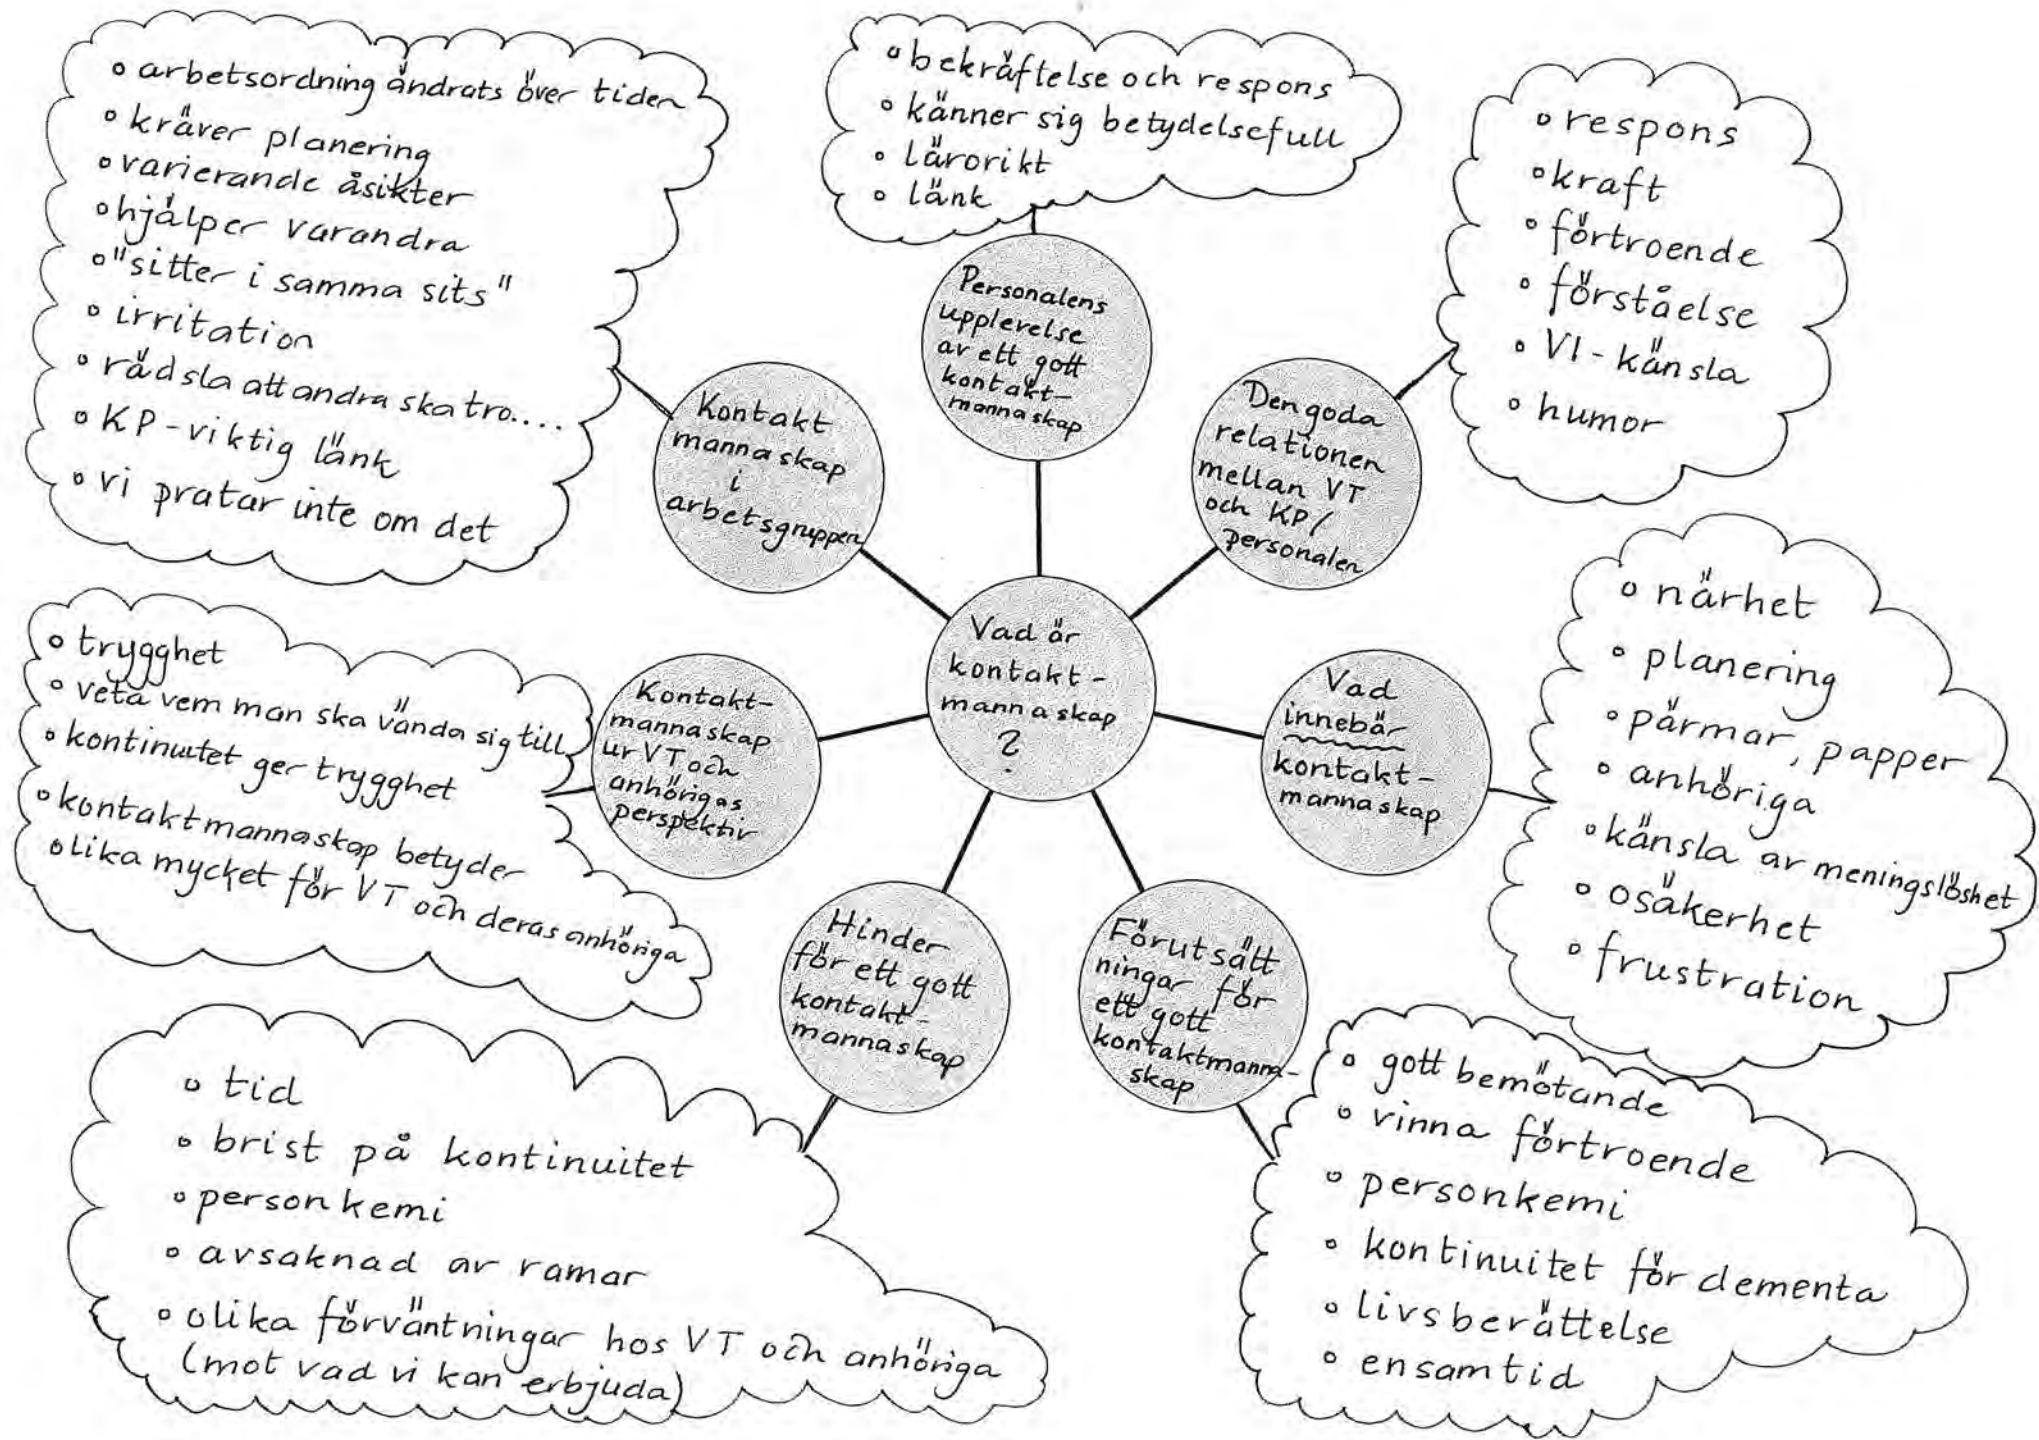 Vad är
kontakt-
mannaskap
?
Kontakt
mannaskap
i
arbetsgruppen
• arbetsordning ändrats över tiden
• kräver planering
• varierande åsikter
• hjälper varandra
• "sitter i samma sits"
• irritation
• rädsla att andra ska tro....
• KP-viktig länk
• vi pratar inte om det
Personalens
upplevelse
av ett gott
kontakt-
mannaskap
• bekräftelse och respons
• känner sig betydelsefull
• lärorikt
• länk
Den goda
relationen
mellan VT
och KP/
personalen
• respons
• kraft
• förtroende
• förståelse
• VI-känsla
• humor
Vad
innebär
kontakt-
mannaskap
• närhet
• planering
• pärmar, papper
• anhöriga
• känsla av meningslöshet
• osäkerhet
• frustration
Förutsätt
ningar för
ett gott
kontaktmanna-
skap
• gott bemötande
• vinna förtroende
• personkemi
• kontinuitet för dementa
• livsberättelse
• ensamtid
Hinder
för ett gott
kontakt-
mannaskap
• tid
• brist på kontinuitet
• personkemi
• avsaknad av ramar
• olika förväntningar hos VT och anhöriga
(mot vad vi kan erbjuda)
Kontakt-
mannaskap
ur VT och
anhörigas
perspektiv
• trygghet
• veta vem man ska vända sig till
• kontinuitet ger trygghet
• kontaktmannaskap betyder
olika mycket för VT och deras anhöriga